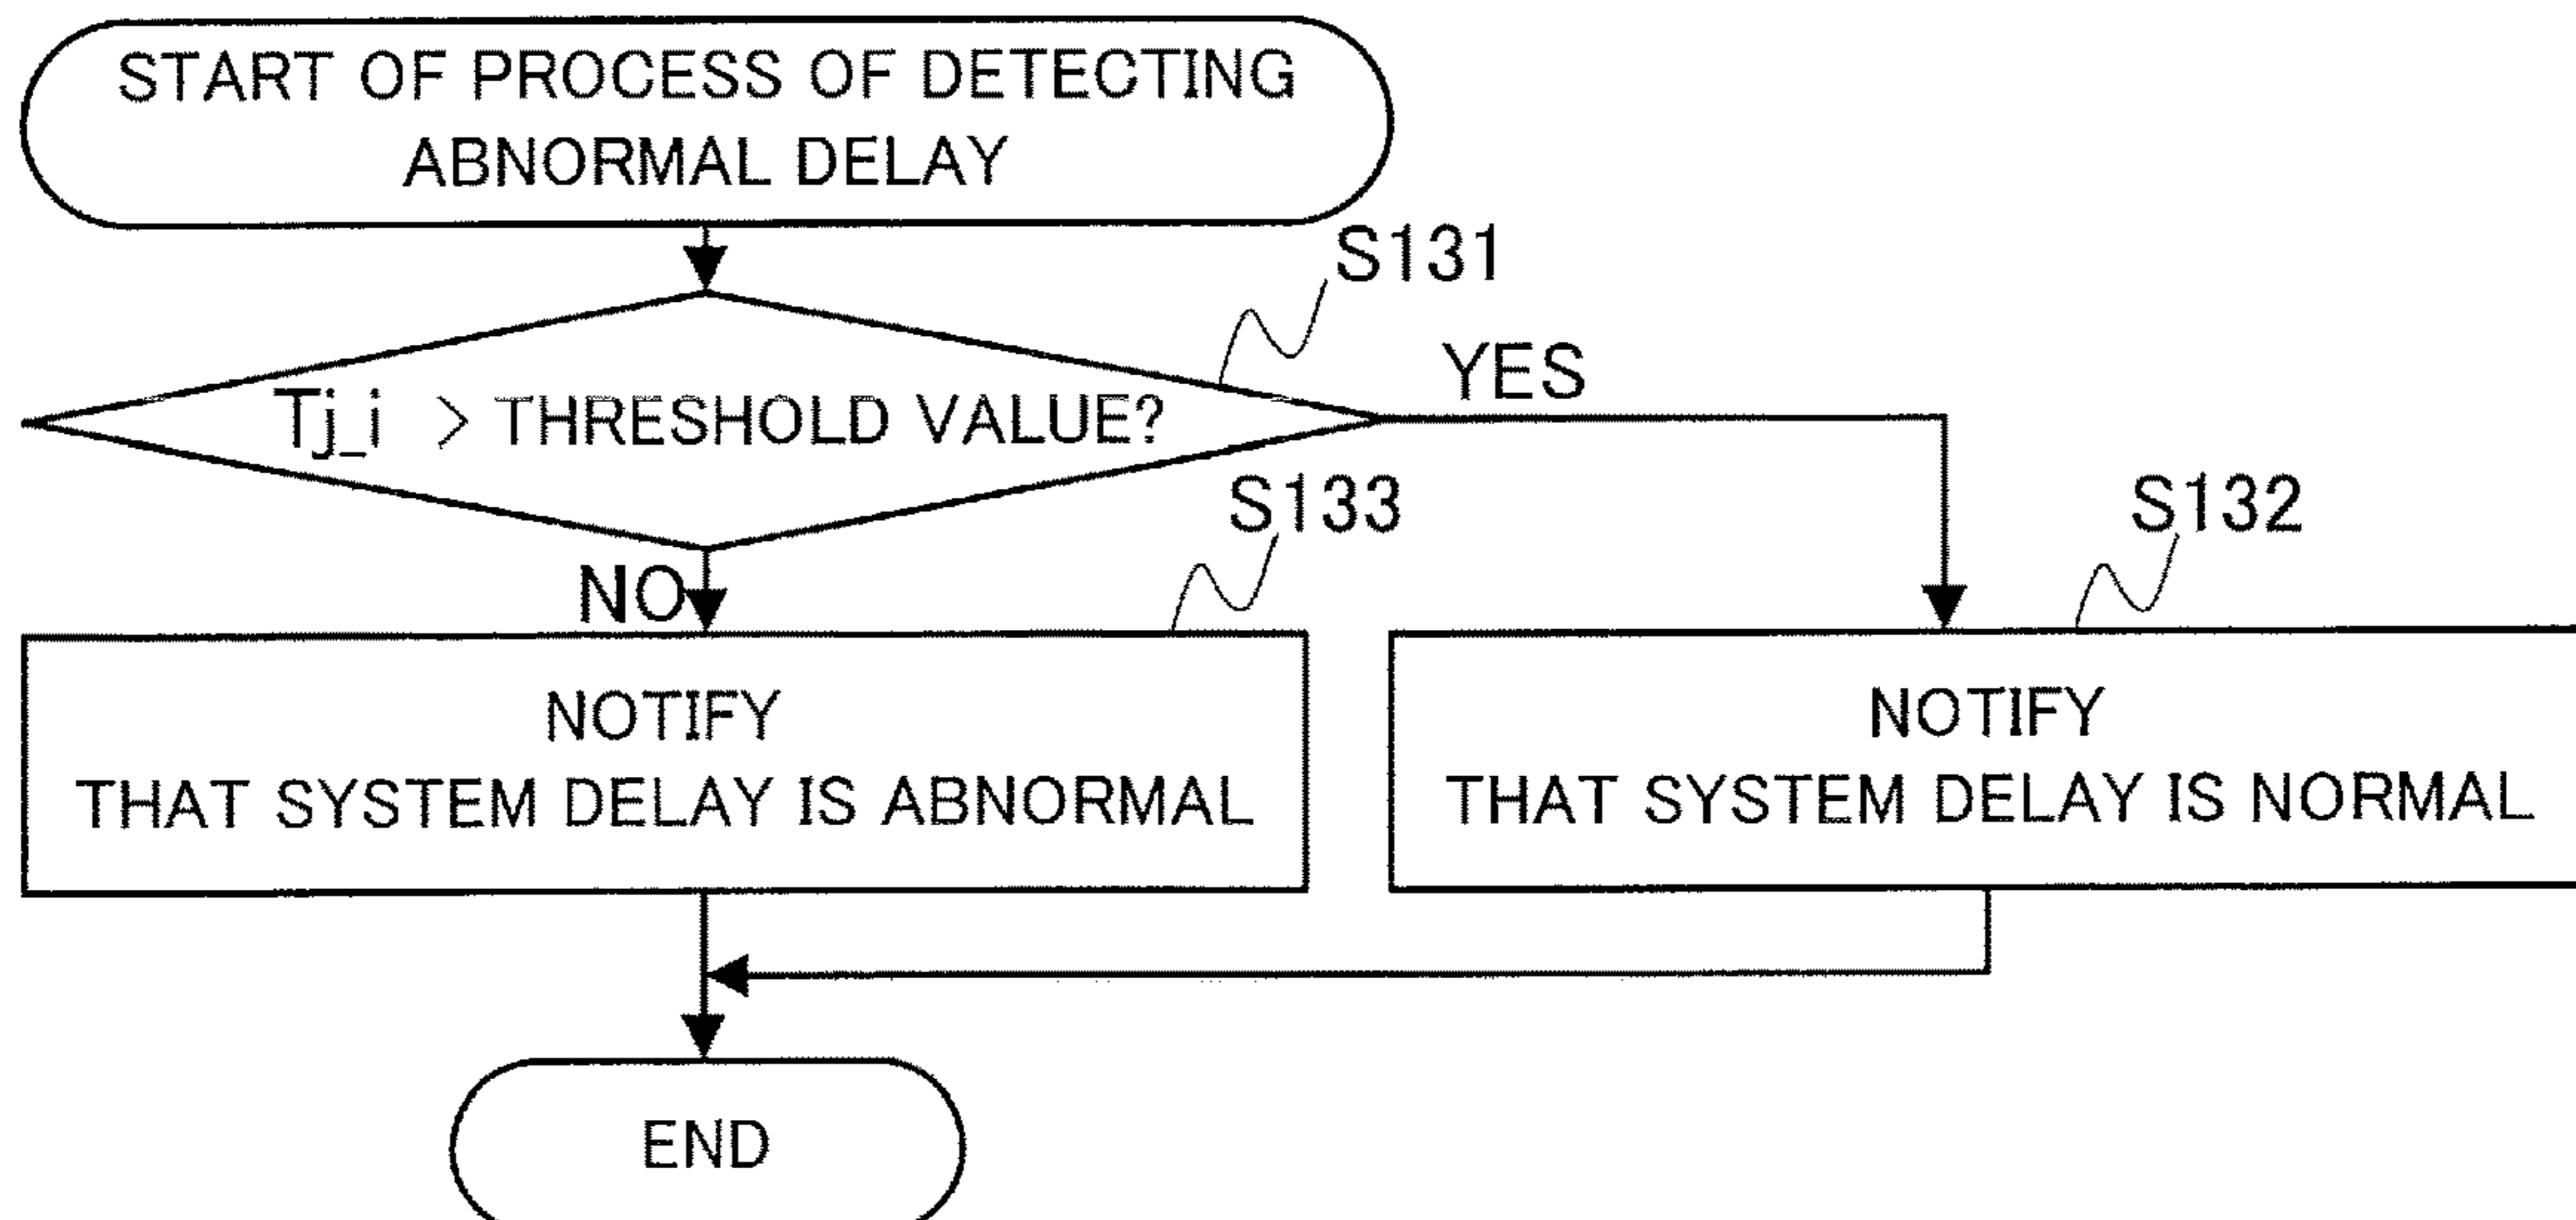 START OF PROCESS OF DETECTING
ABNORMAL DELAY
S131
Tj_i > THRESHOLD VALUE?
YES
NO
S133
S132
NOTIFY
THAT SYSTEM DELAY IS ABNORMAL
NOTIFY
THAT SYSTEM DELAY IS NORMAL
END